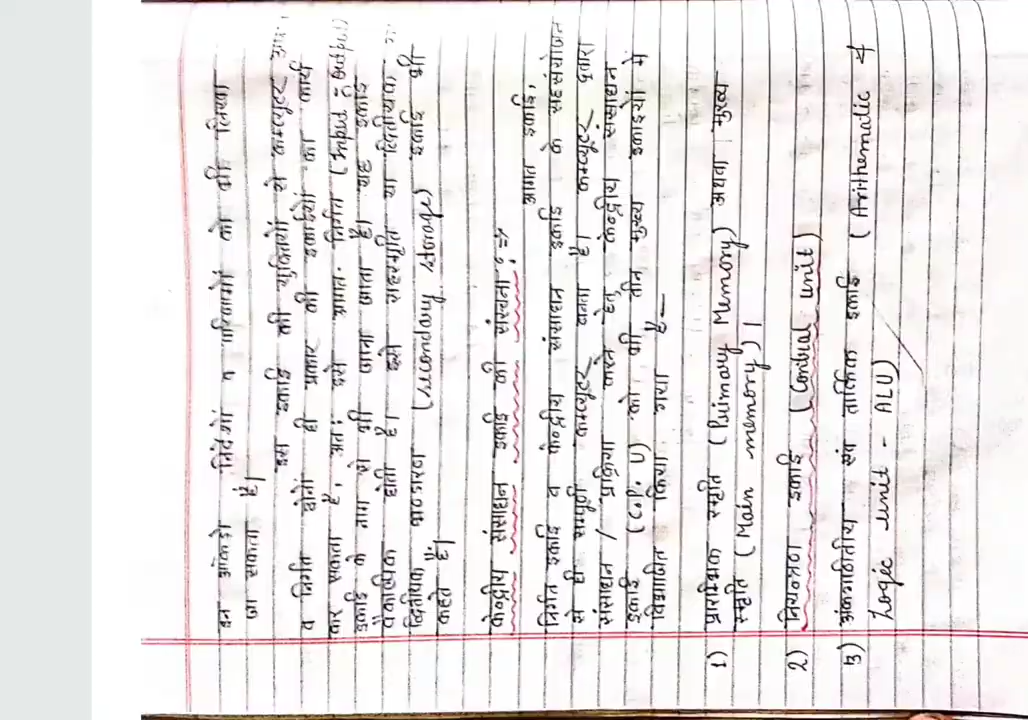 इन आंकडो निर्देशों व परिणामों को भी लिखा
जा सकता है।
इस इकाई की युक्तियों से कम्प्यूटर
व निर्गत दोनों ही प्रकार की इकाईयों का कार्य
कर सकता है, अतः इसे आगत- निर्गत (Input - Output)
इकाई के नाम से भी जाना जाता है। यह इकाई
वैकल्पिक होती है। इसे सहस्मृति या द्वितीयक
द्वितीयक भण्डारण (secondary storage) इकाई भी
कहते हैं।
केन्द्रीय संसाधन इकाई की संरचना :-
आगत इकाई,
निर्गत इकाई व केन्द्रीय संसाधन इकाई के सहसंयोजन
से ही सम्पूर्ण कम्प्यूटर बनता है। कम्प्यूटर द्वारा
संसाधन / प्रक्रिया करने हेतु केन्द्रीय संसाधन
इकाई (C.P. U) को भी तीन मुख्य इकाइयों में
विभाजित किया गया है —
1) प्रारम्भिक स्मृति (Primary Memory) अथवा मुख्य
स्मृति (Main memory)।
2) नियन्त्रण इकाई (Control unit)
3) अंकगणितीय एंव तार्किक इकाई (Arithematic &
Logic unit - ALU)